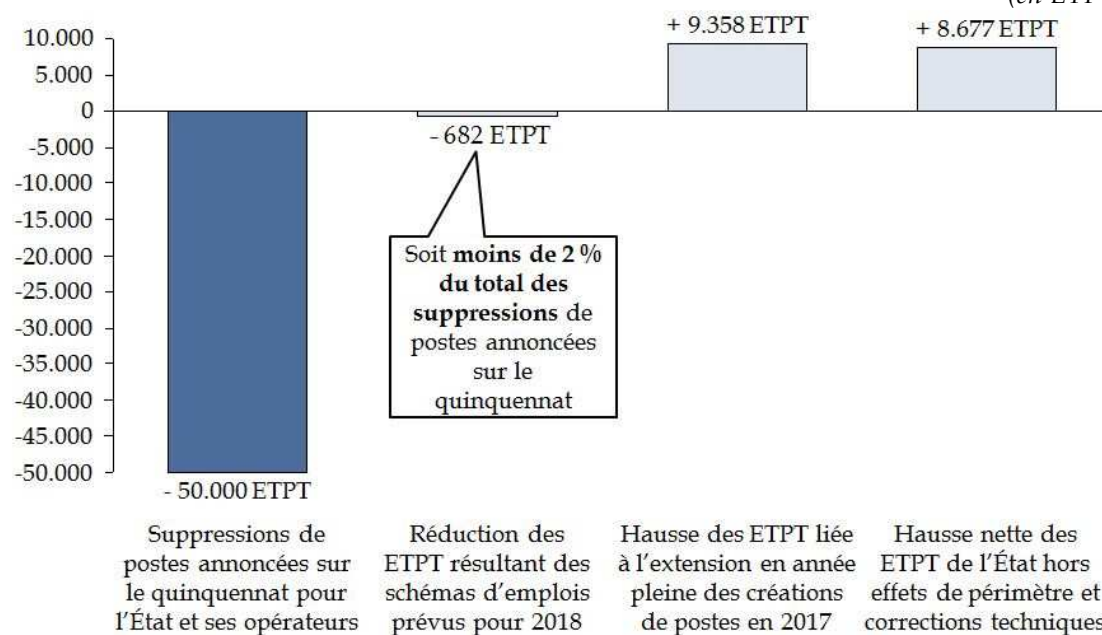 (en ETPT
+ 9.358 ETPT
+ 8.677 ETPT
10.000
5.000
0
-5.000
-10.000
-15.000
-20.000
-25.000
-30.000
-35.000
-40.000
-45.000
-50.000
- 682 ETPT
Soit moins de 2 %
du total des
suppressions de
postes annoncées
sur le
quinquennat
- 50.000 ETPT
Suppressions de
postes annoncées sur
le quinquennat pour
l'État et ses opérateurs
Réduction des
ETPT résultant des
schémas d'emplois
prévus pour 2018
Hausse des ETPT liée
à l'extension en année
pleine des créations
de postes en 2017
Hausse nette des
ETPT de l'État hors
effets de périmètre et
corrections techniques